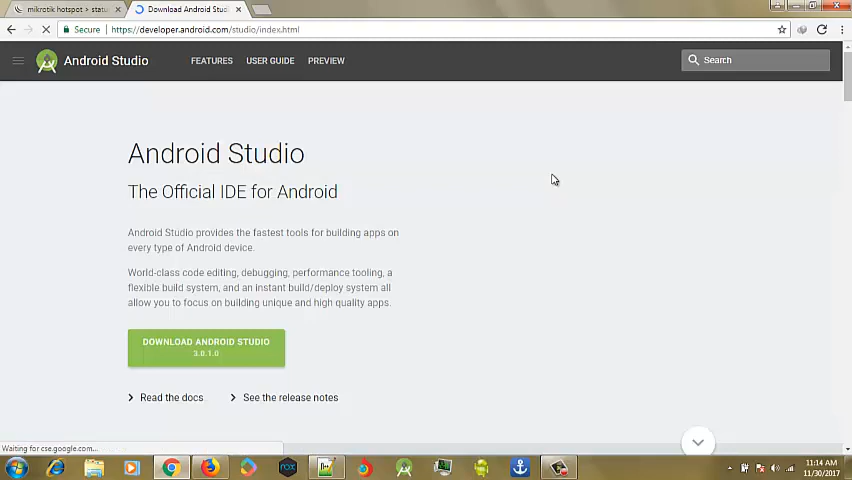 mikrotik hotspot > statu
Download Android Studi
Secure
https://developer.android.com/studio/index.html
Android Studio
FEATURES
USER GUIDE
PREVIEW
Search
Android Studio
The Official IDE for Android
Android Studio provides the fastest tools for building apps on
every type of Android device.
World-class code editing, debugging, performance tooling, a
flexible build system, and an instant build/deploy system all
allow you to focus on building unique and high quality apps.
DOWNLOAD ANDROID STUDIO
3.0.1.0
Read the docs
See the release notes
Waiting for cse.google.com...
nox
11:14 AM
11/30/2017